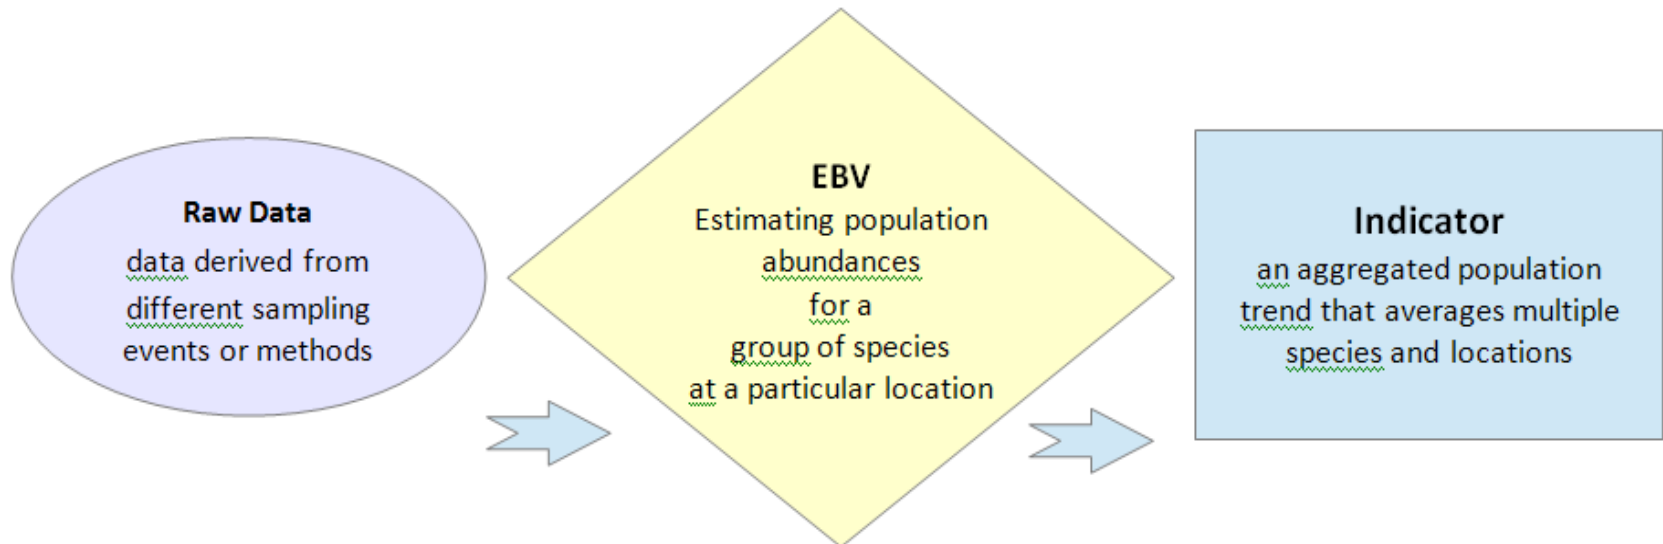 Raw Data
data derived from
different sampling
events or methods
EBV
Estimating population
abundances
for a
group of species
at a particular location
Indicator
an aggregated population
trend that averages multiple
species and locations